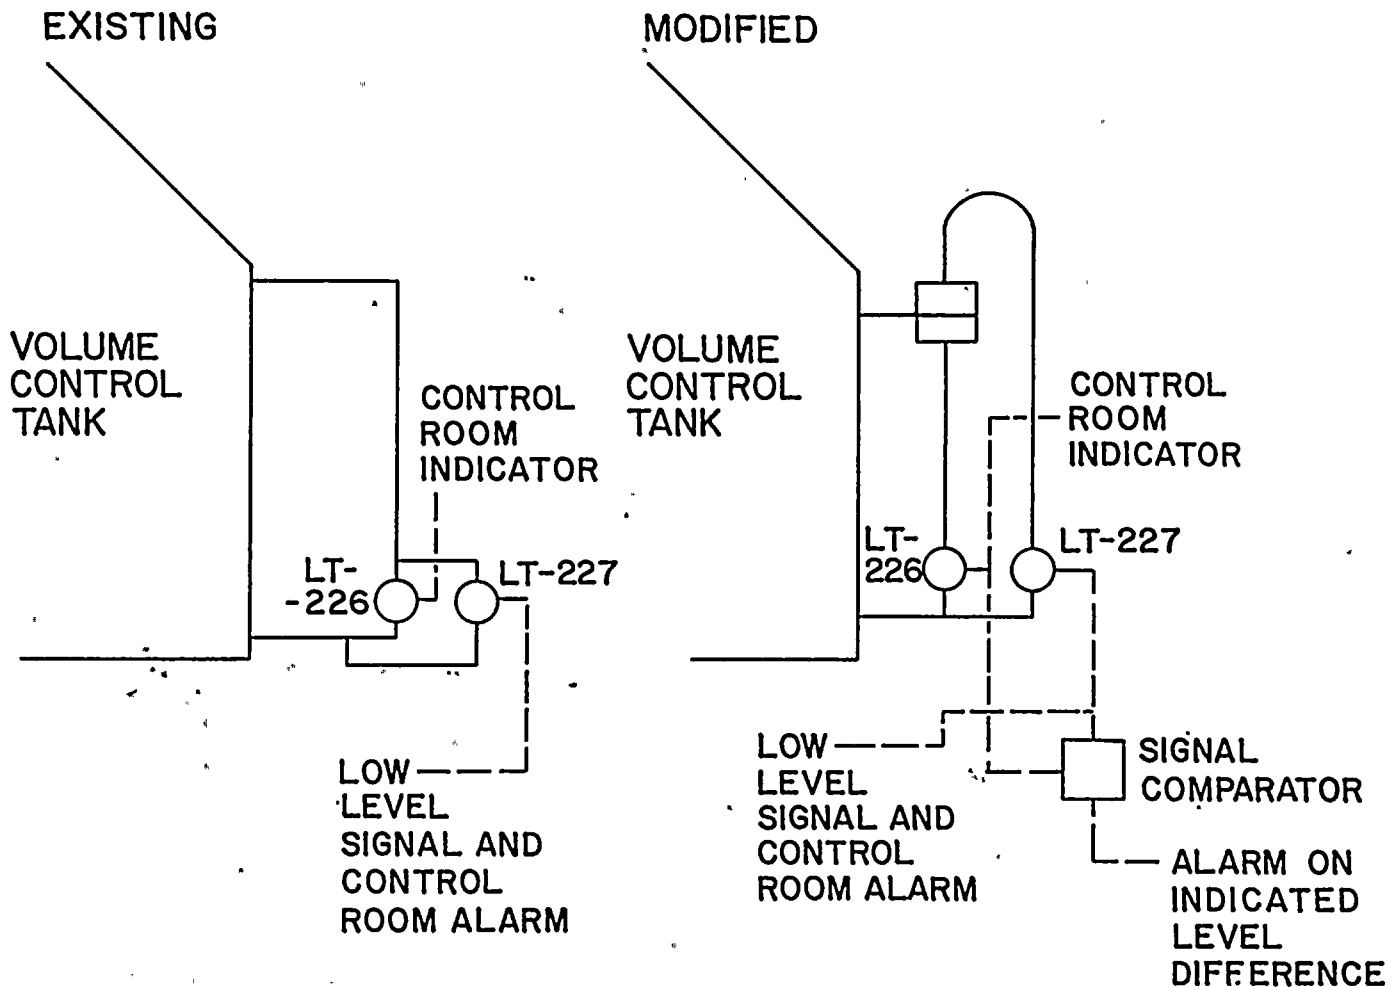 EXISTING
VOLUME
CONTROL
TANK
CONTROL
ROOM
INDICATOR
LT-
-226
LT-227
LOW
LEVEL
SIGNAL AND
CONTROL
ROOM ALARM
MODIFIED
VOLUME
CONTROL
TANK
CONTROL
ROOM
INDICATOR
LT-
226
LT-227
LOW
LEVEL
SIGNAL AND
CONTROL
ROOM ALARM
SIGNAL
COMPARATOR
ALARM ON
INDICATED
LEVEL
DIFFERENCE